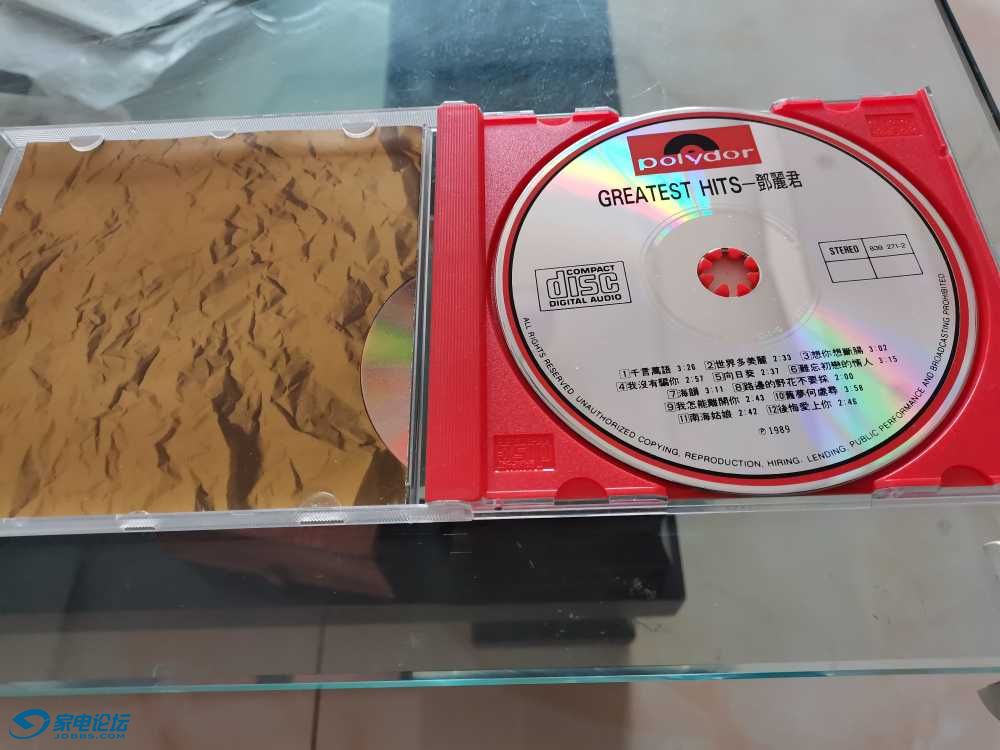 polydor
GREATEST HITS—鄧麗君
STEREO 839 271-2
COMPACT
disc
DIGITAL AUDIO
①千言萬語 3:26 ②世界多美麗 2:33 ③想你想斷腸 3:02
④我沒有騙你 2:57 ⑤向日葵 2:37 ⑥難忘初戀的情人 3:15
⑦海韻 3:11 ⑧路邊的野花不要採 2:00
⑨我怎能離開你 2:43 ⑩舊夢何處尋 3:58
⑪南海姑娘 2:42 ⑫後悔愛上你 2:46
℗ 1989
ALL RIGHTS RESERVED. UNAUTHORIZED COPYING, REPRODUCTION, HIRING, LENDING, PUBLIC PERFORMANCE AND BROADCASTING PROHIBITED
家电论坛
JDBBS.COM